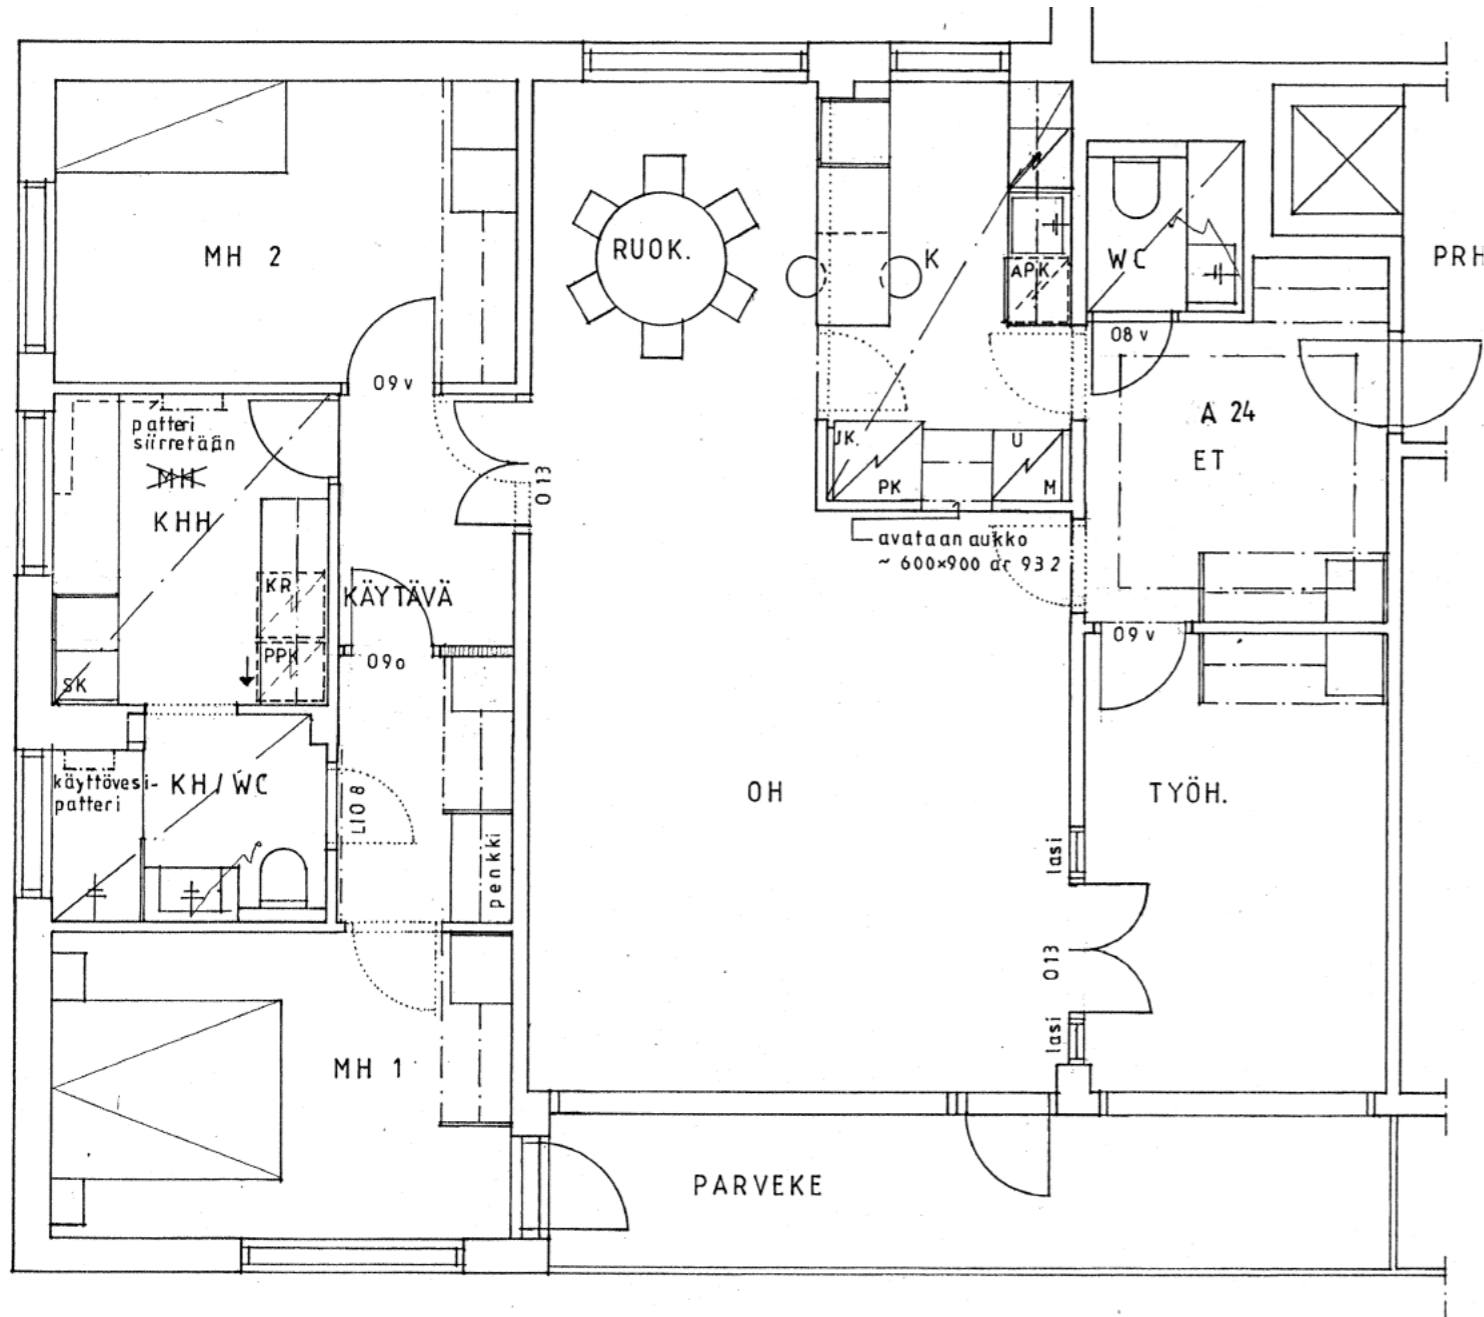 MH 2
RUOK.
K
APK
WC
PRH
09 v
08 v
A 24
ET
patteri
siirretään
MH
KHH
013
JK
PK
U
M
avataan aukko
~ 600×900 ar 932
KR
PPK
SK
KÄYTÄVÄ
09o
09 v
käyttövesi-
patteri
KH/WC
L108
penkki
OH
TYÖH.
lasi
013
lasi
MH 1
PARVEKE